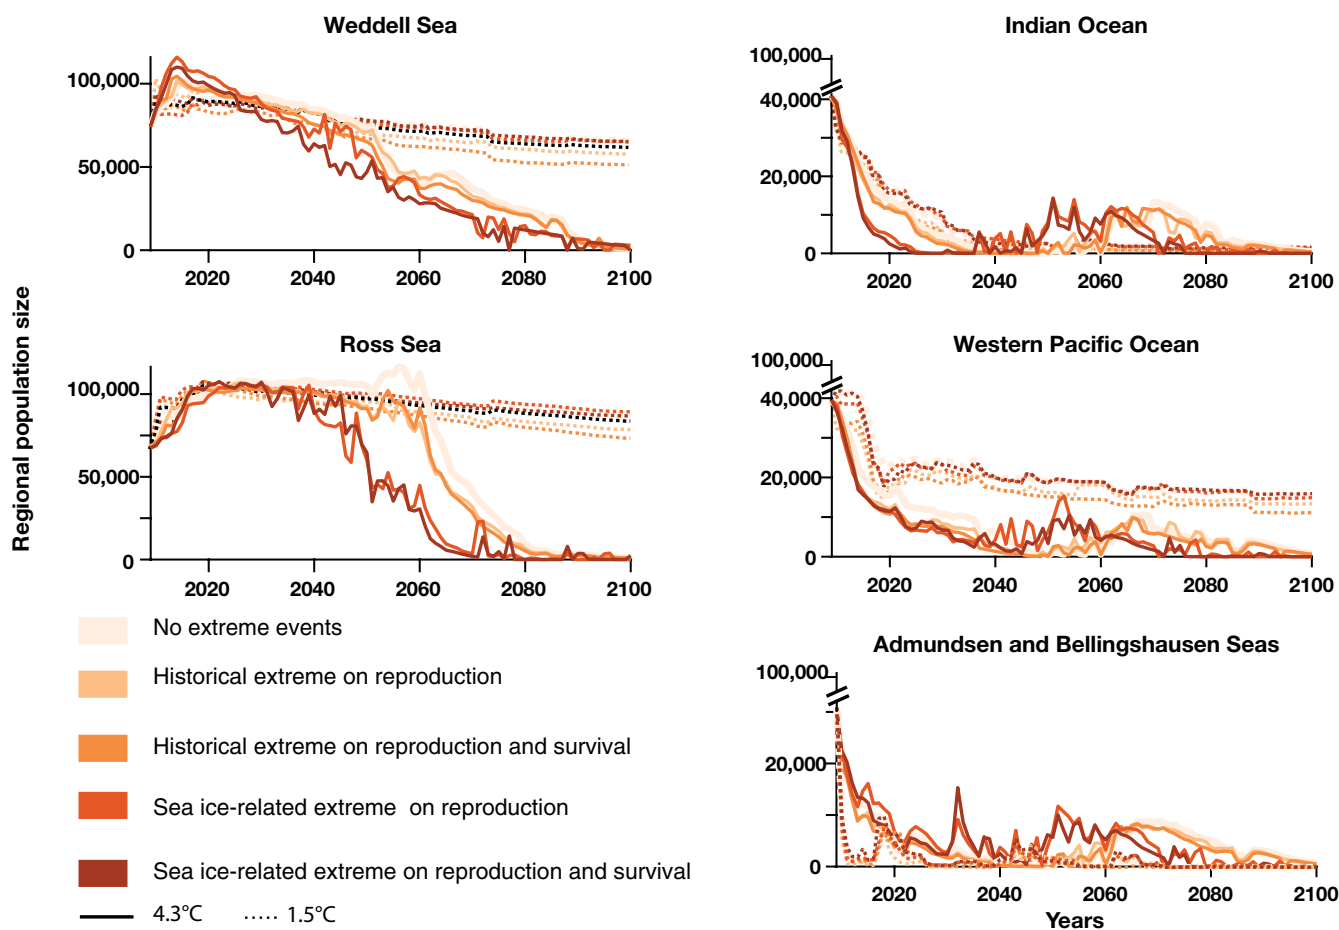 Weddell Sea
100,000
50,000
0
2020 2040 2060 2080 2100
Indian Ocean
100,000
40,000
20,000
0
2020 2040 2060 2080 2100
Regional population size
Ross Sea
100,000
50,000
0
2020 2040 2060 2080 2100
Western Pacific Ocean
100,000
40,000
20,000
0
2020 2040 2060 2080 2100
No extreme events
Historical extreme on reproduction
Historical extreme on reproduction and survival
Sea ice-related extreme on reproduction
Sea ice-related extreme on reproduction and survival
4.3°C 1.5°C
Admundsen and Bellingshausen Seas
100,000
20,000
0
2020 2040 2060 2080 2100
Years